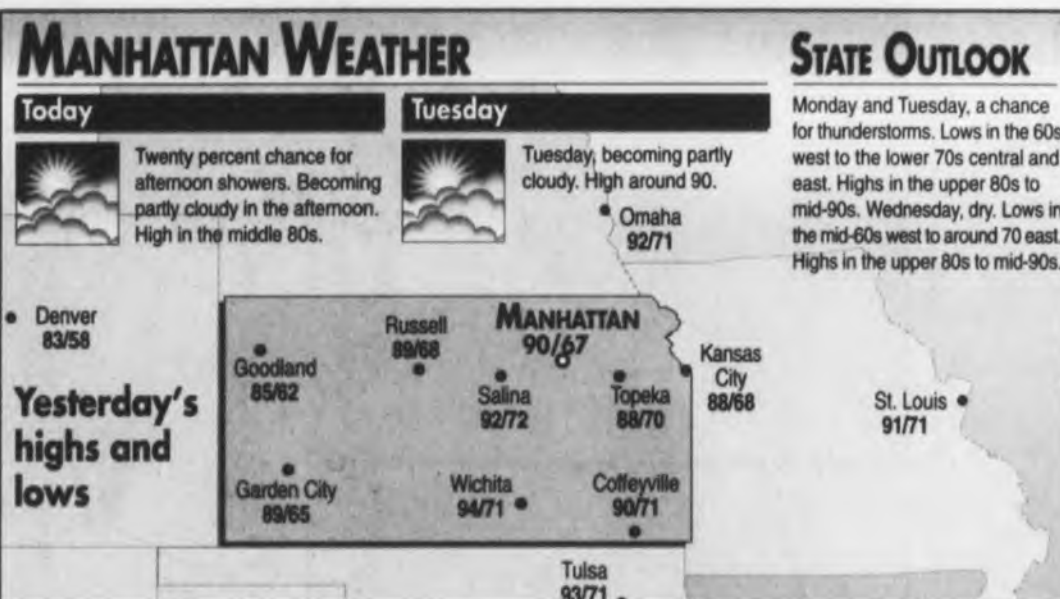 MANHATTAN WEATHER
Today
Twenty percent chance for
afternoon showers. Becoming
partly cloudy in the afternoon.
High in the middle 80s.
Tuesday
Tuesday, becoming partly
cloudy. High around 90.
STATE OUTLOOK
Monday and Tuesday, a chance
for thunderstorms. Lows in the 60s
west to the lower 70s central and
east. Highs in the upper 80s to
mid-90s. Wednesday, dry. Lows in
the mid-60s west to around 70 east.
Highs in the upper 80s to mid-90s.
Omaha
92/71
Denver
83/58
Yesterday's
highs and
lows
Goodland
85/62
Russell
89/68
MANHATTAN
90/67
Salina
92/72
Topeka
88/70
Kansas
City
88/68
St. Louis
91/71
Garden City
89/65
Wichita
94/71
Coffeyville
90/71
Tulsa
93/71